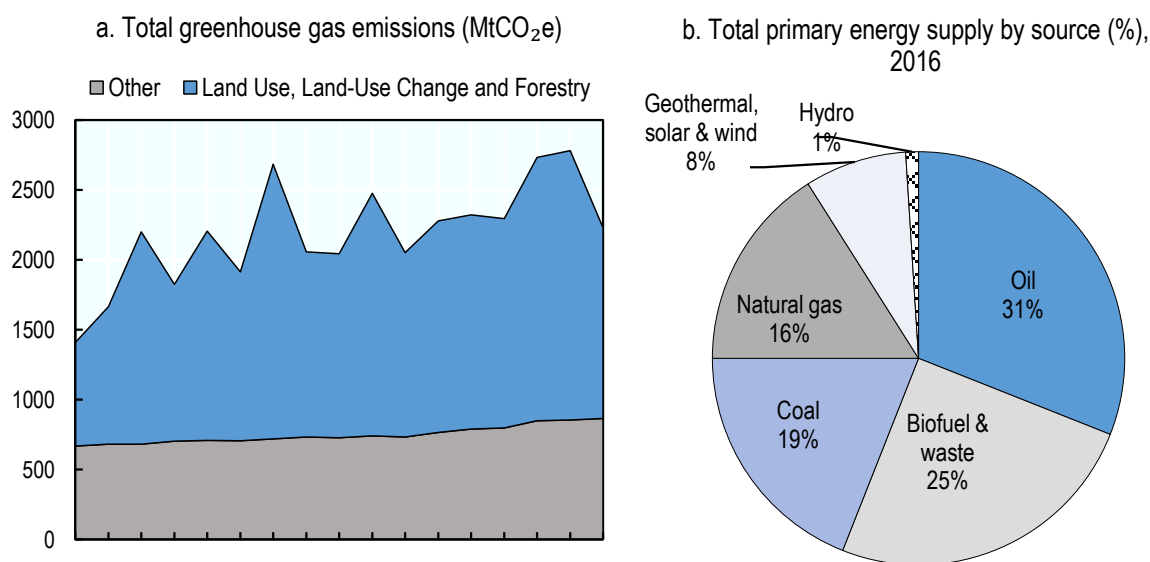 a. Total greenhouse gas emissions (MtCO₂e)
Other
Land Use, Land-Use Change and Forestry
3000
2500
2000
1500
1000
500
0
b. Total primary energy supply by source (%),
2016
Geothermal,
solar & wind
8%
Hydro
1%
Oil
31%
Natural gas
16%
Coal
19%
Biofuel &
waste
25%